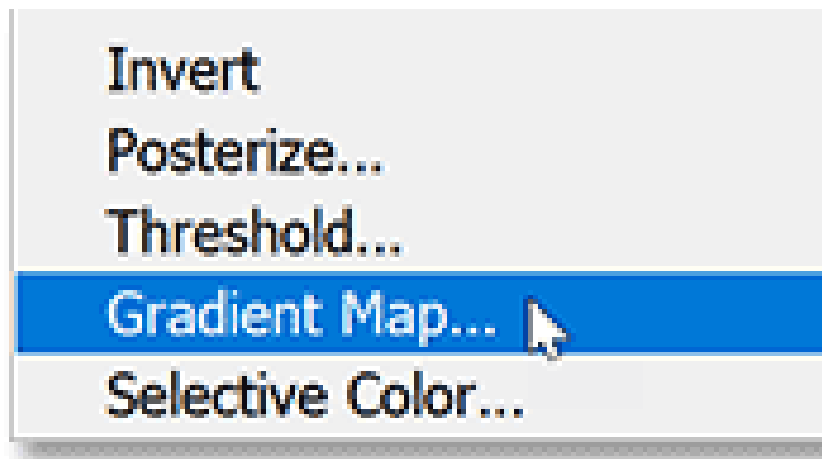 Invert
Posterize...
Threshold...
Gradient Map...
Selective Color...